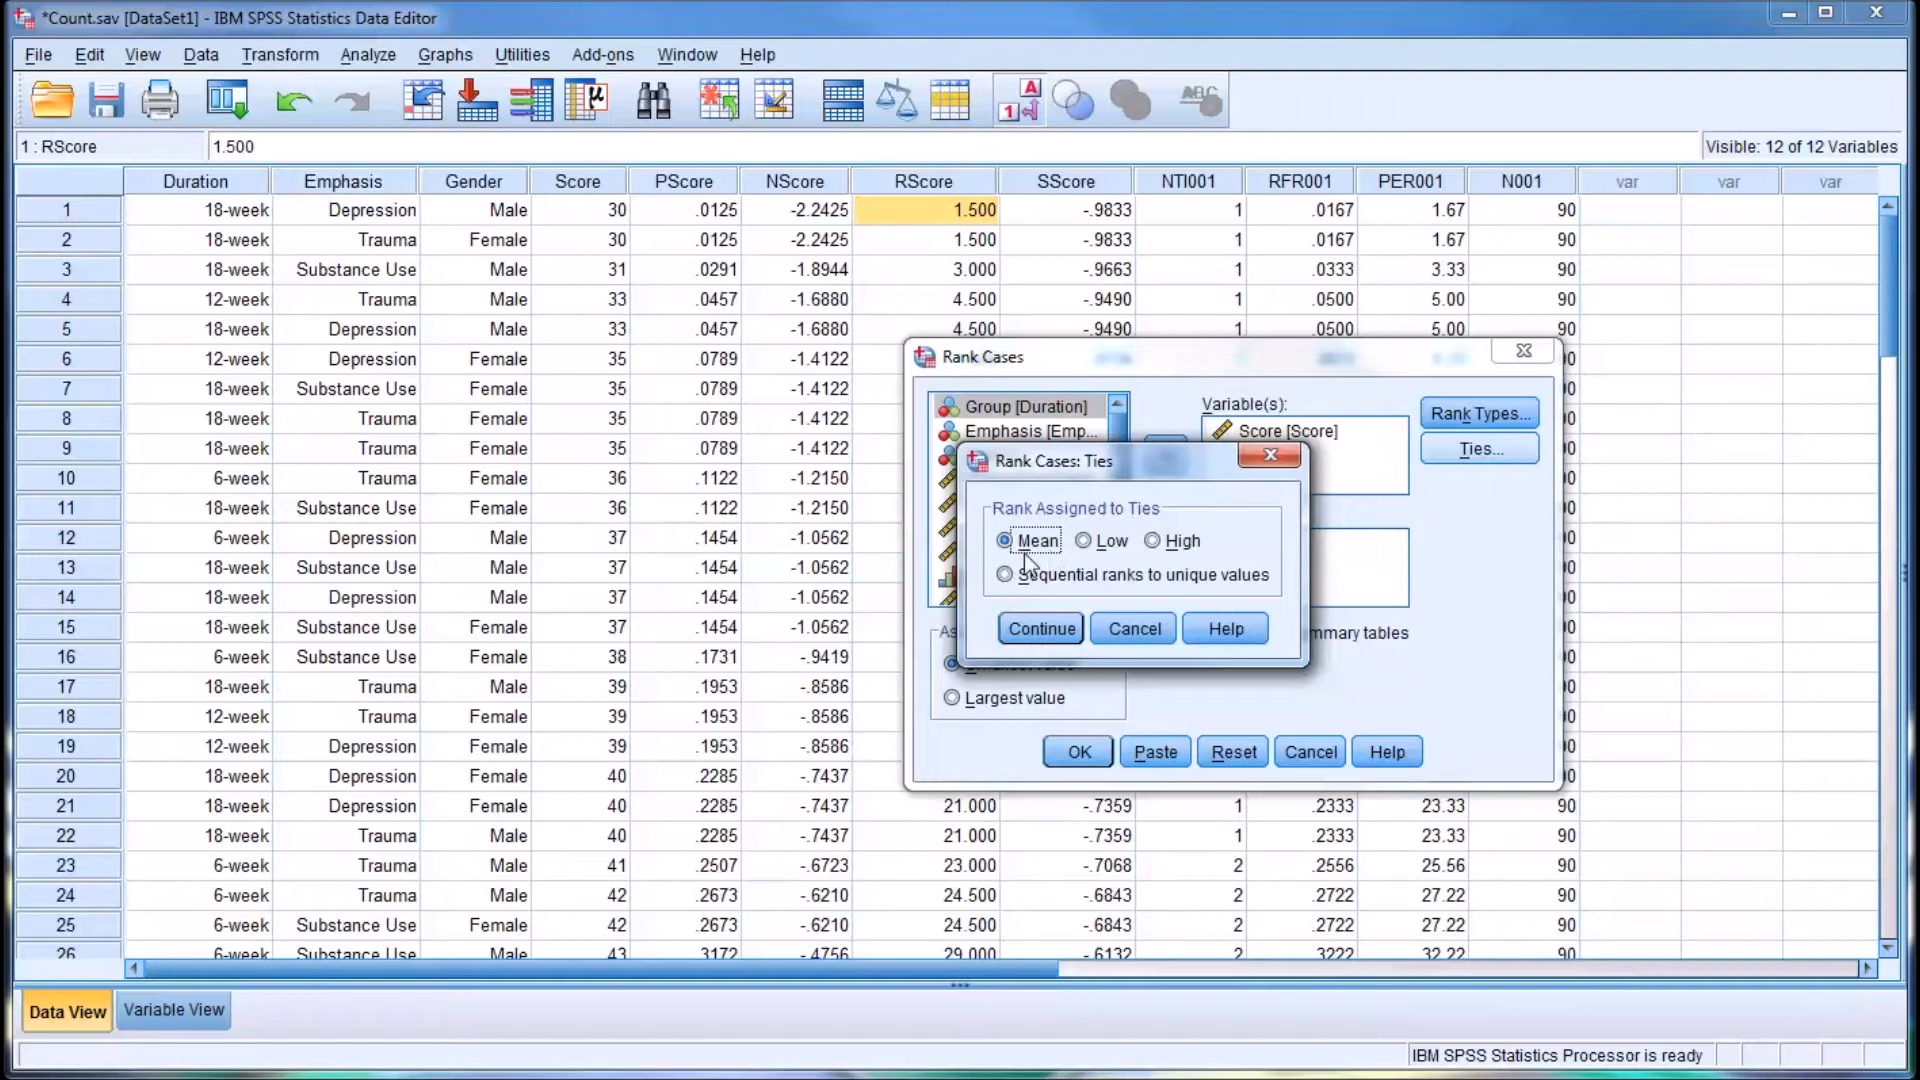 *Count.sav [DataSet1] - IBM SPSS Statistics Data Editor
File Edit View Data Transform Analyze Graphs Utilities Add-ons Window Help
1 : RScore 1.500 Visible: 12 of 12 Variables
Duration Emphasis Gender Score PScore NScore RScore SScore NTI001 RFR001 PER001 N001 var var var
1 18-week Depression Male 30 .0125 -2.2425 1.500 -.9833 1 .0167 1.67 90
2 18-week Trauma Female 30 .0125 -2.2425 1.500 -.9833 1 .0167 1.67 90
3 18-week Substance Use Male 31 .0291 -1.8944 3.000 -.9663 1 .0333 3.33 90
4 12-week Trauma Male 33 .0457 -1.6880 4.500 -.9490 1 .0500 5.00 90
5 18-week Depression Male 33 .0457 -1.6880 4.500 -.9490 1 .0500 5.00 90
6 12-week Depression Female 35 .0789 -1.4122
7 18-week Substance Use Female 35 .0789 -1.4122
8 18-week Trauma Female 35 .0789 -1.4122
9 18-week Trauma Female 35 .0789 -1.4122
10 6-week Trauma Female 36 .1122 -1.2150
11 18-week Substance Use Female 36 .1122 -1.2150
12 6-week Depression Male 37 .1454 -1.0562
13 18-week Substance Use Male 37 .1454 -1.0562
14 18-week Depression Male 37 .1454 -1.0562
15 18-week Substance Use Female 37 .1454 -1.0562
16 6-week Substance Use Male 38 .1731 -.9419
17 18-week Trauma Male 39 .1953 -.8586
18 12-week Trauma Female 39 .1953 -.8586
19 12-week Depression Female 39 .1953 -.8586
20 18-week Depression Female 40 .2285 -.7437
21 18-week Depression Female 40 .2285 -.7437 21.000 -.7359 1 .2333 23.33 90
22 18-week Trauma Male 40 .2285 -.7437 21.000 -.7359 1 .2333 23.33 90
23 6-week Trauma Male 41 .2507 -.6723 23.000 -.7068 2 .2556 25.56 90
24 6-week Trauma Male 42 .2673 -.6210 24.500 -.6843 2 .2722 27.22 90
25 6-week Substance Use Female 42 .2673 -.6210 24.500 -.6843 2 .2722 27.22 90
26 6-week Substance Use Male 43 .3172 -.4756 29.000 -.6132 2 .3222 32.22 90
Rank Cases
Group [Duration]
Emphasis [Emp...
Variable(s):
Score [Score]
Rank Types...
Ties...
Rank Cases: Ties
Rank Assigned to Ties
Mean Low High
Sequential ranks to unique values
Continue Cancel Help
mmary tables
Largest value
OK Paste Reset Cancel Help
Data View Variable View
IBM SPSS Statistics Processor is ready